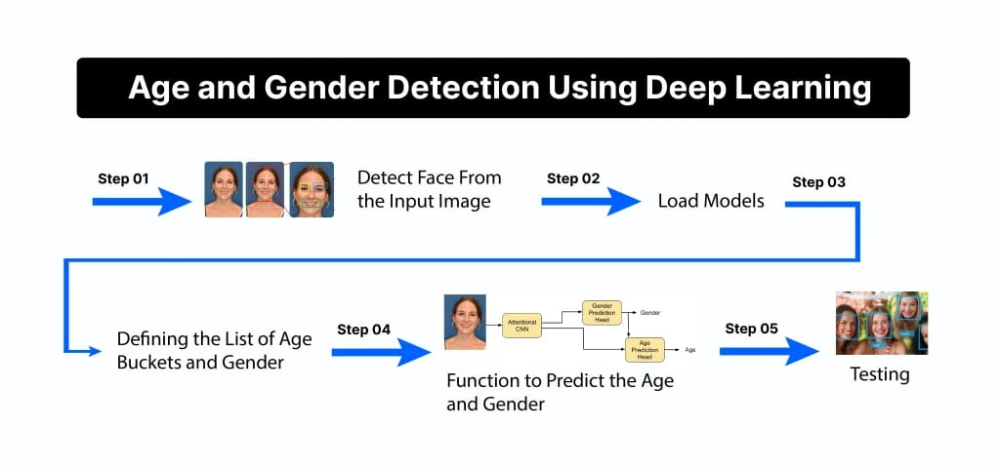 Age and Gender Detection Using Deep Learning
Step 01
Detect Face From
the Input Image
Step 02
Load Models
Step 03
Defining the List of Age
Buckets and Gender
Step 04
Attentional
CNN
Gender
Prediction
Head
Gender
Age
Prediction
Head
Age
Function to Predict the Age
and Gender
Step 05
Testing